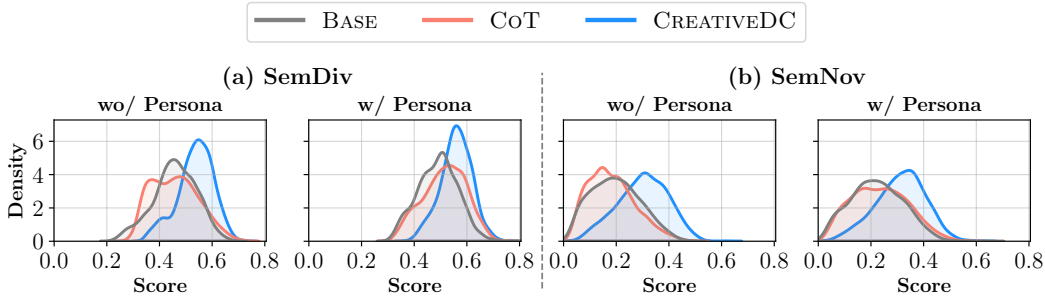 BASE COT CREATIVEDC
(a) SemDiv (b) SemNov
wo/ Persona w/ Persona wo/ Persona w/ Persona
Density
6
4
2
0
0.0 0.2 0.4 0.6 0.8 0.0 0.2 0.4 0.6 0.8 0.0 0.2 0.4 0.6 0.8 0.0 0.2 0.4 0.6 0.8
Score Score Score Score